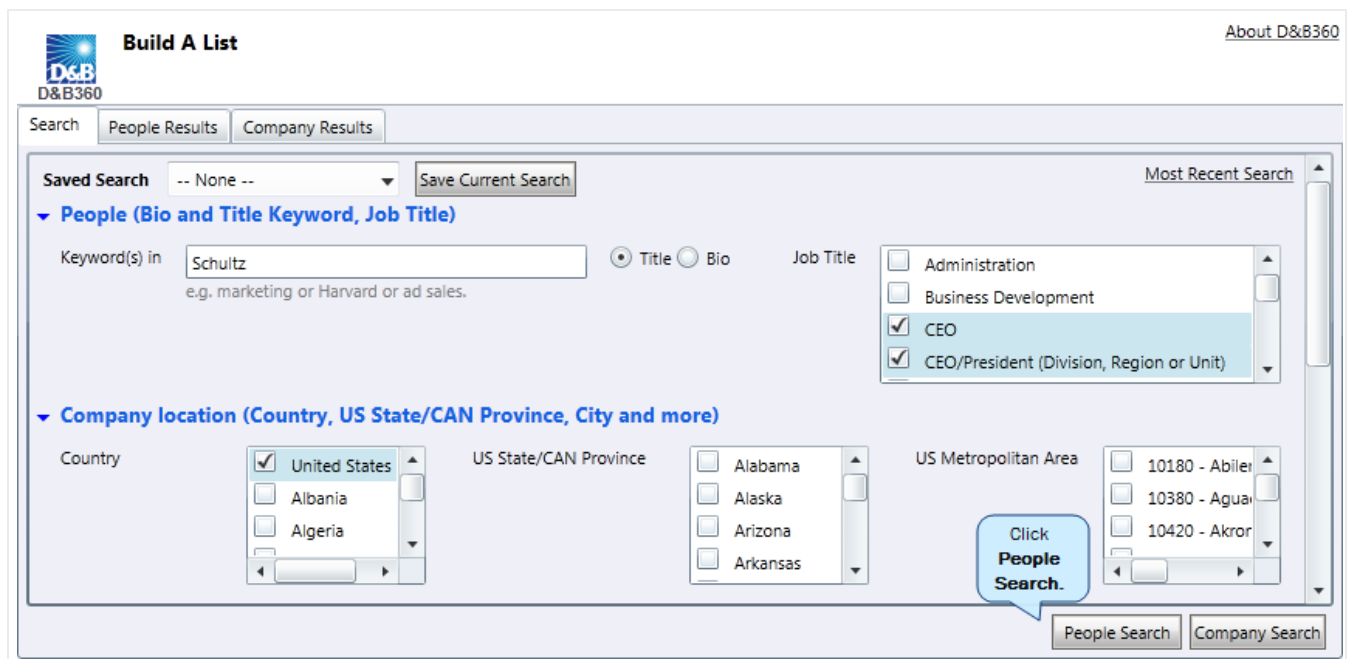 Build A List
About D&B360
D&B
D&B360
Search People Results Company Results
Saved Search -- None -- Save Current Search Most Recent Search
People (Bio and Title Keyword, Job Title)
Keyword(s) in Schultz Title Bio Job Title Administration
e.g. marketing or Harvard or ad sales.
Business Development
CEO
CEO/President (Division, Region or Unit)
Company location (Country, US State/CAN Province, City and more)
Country United States US State/CAN Province Alabama US Metropolitan Area 10180 - Abiler
Albania Alaska 10380 - Agua
Algeria Arizona 10420 - Akror
Arkansas
Click
People
Search.
People Search Company Search